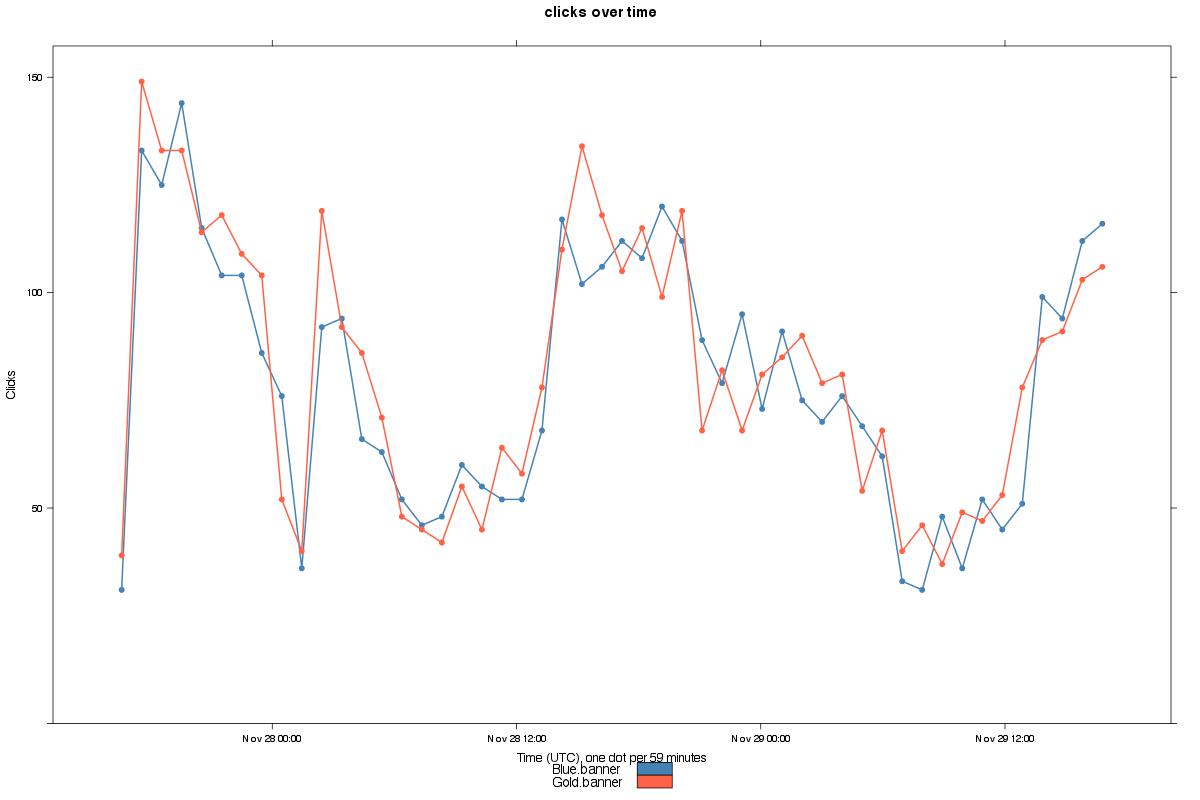 clicks over time
150
100
50
Clicks
Nov 28 00:00
Nov 28 12:00
Nov 29 00:00
Nov 29 12:00
Time (UTC), one dot per 59 minutes
Blue.banner
Gold.banner